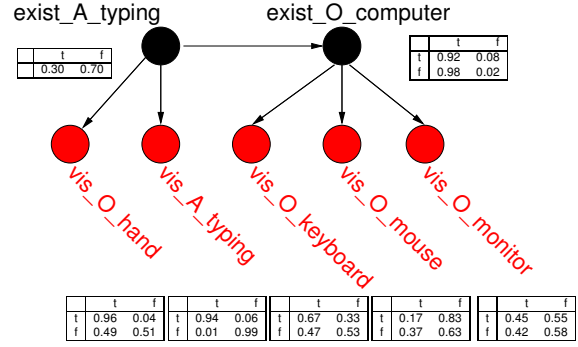 exist_A_typing exist_O_computer
t f
0.30 0.70
t f
t 0.92 0.08
f 0.98 0.02
vis_O_hand
vis_A_typing
vis_O_keyboard
vis_O_mouse
vis_O_monitor
t f
t 0.96 0.04
f 0.49 0.51
t f
t 0.94 0.06
f 0.01 0.99
t f
t 0.67 0.33
f 0.47 0.53
t f
t 0.17 0.83
f 0.37 0.63
t f
t 0.45 0.55
f 0.42 0.58